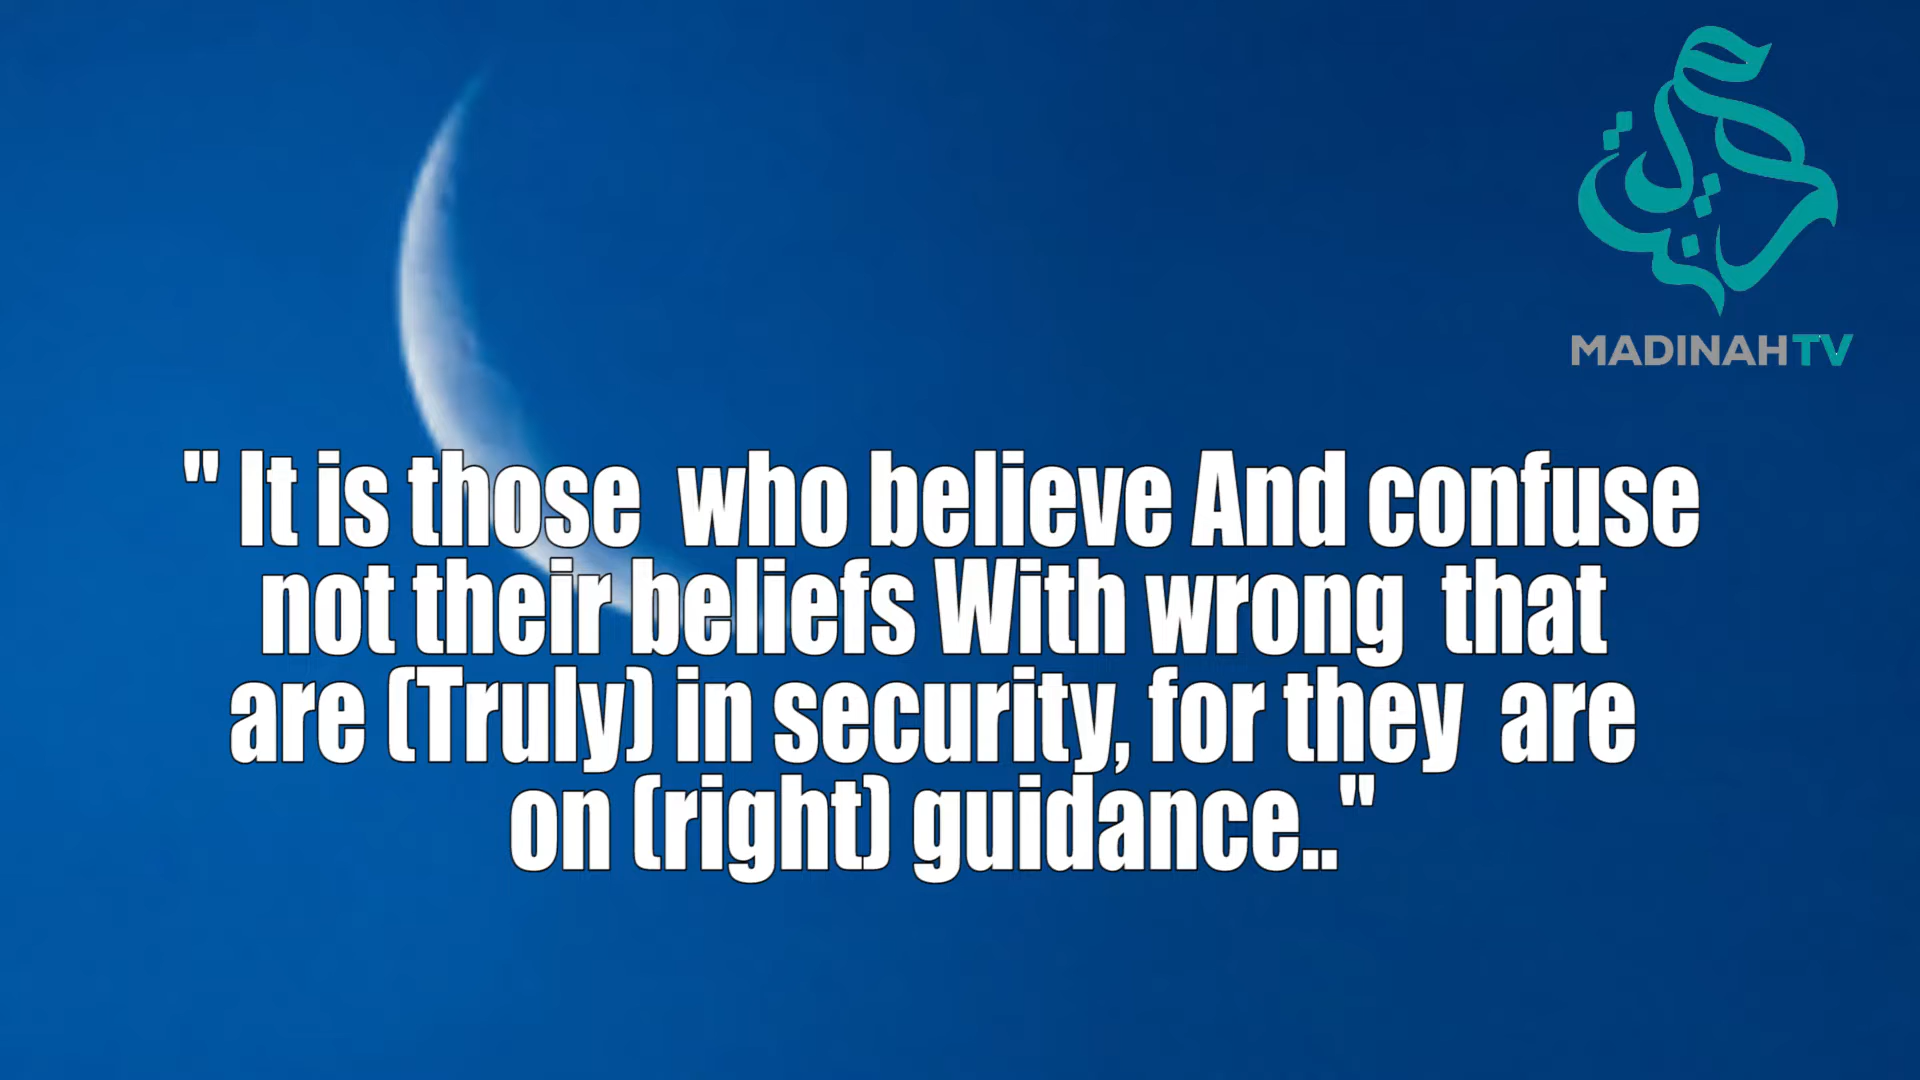 مدينة
MADINAHTV
" It is those  who believe And confuse
not their beliefs With wrong  that
are (Truly) in security, for they  are
on (right) guidance.."